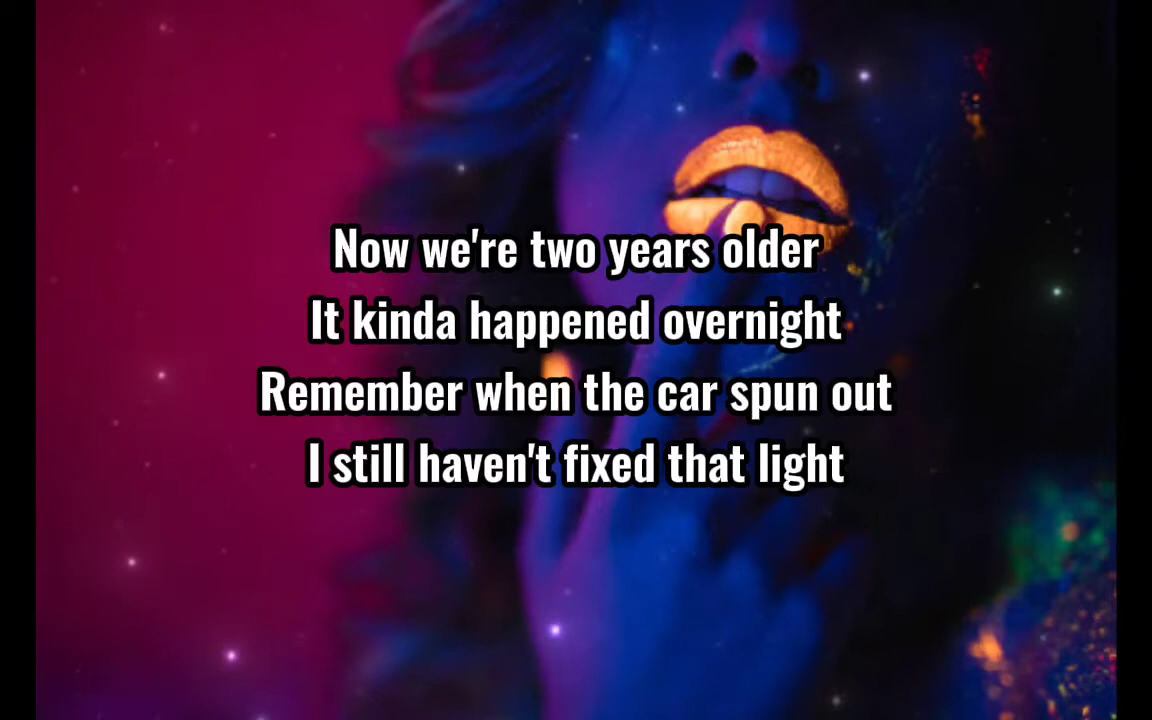 Now we're two years older
It kinda happened overnight
Remember when the car spun out
I still haven't fixed that light